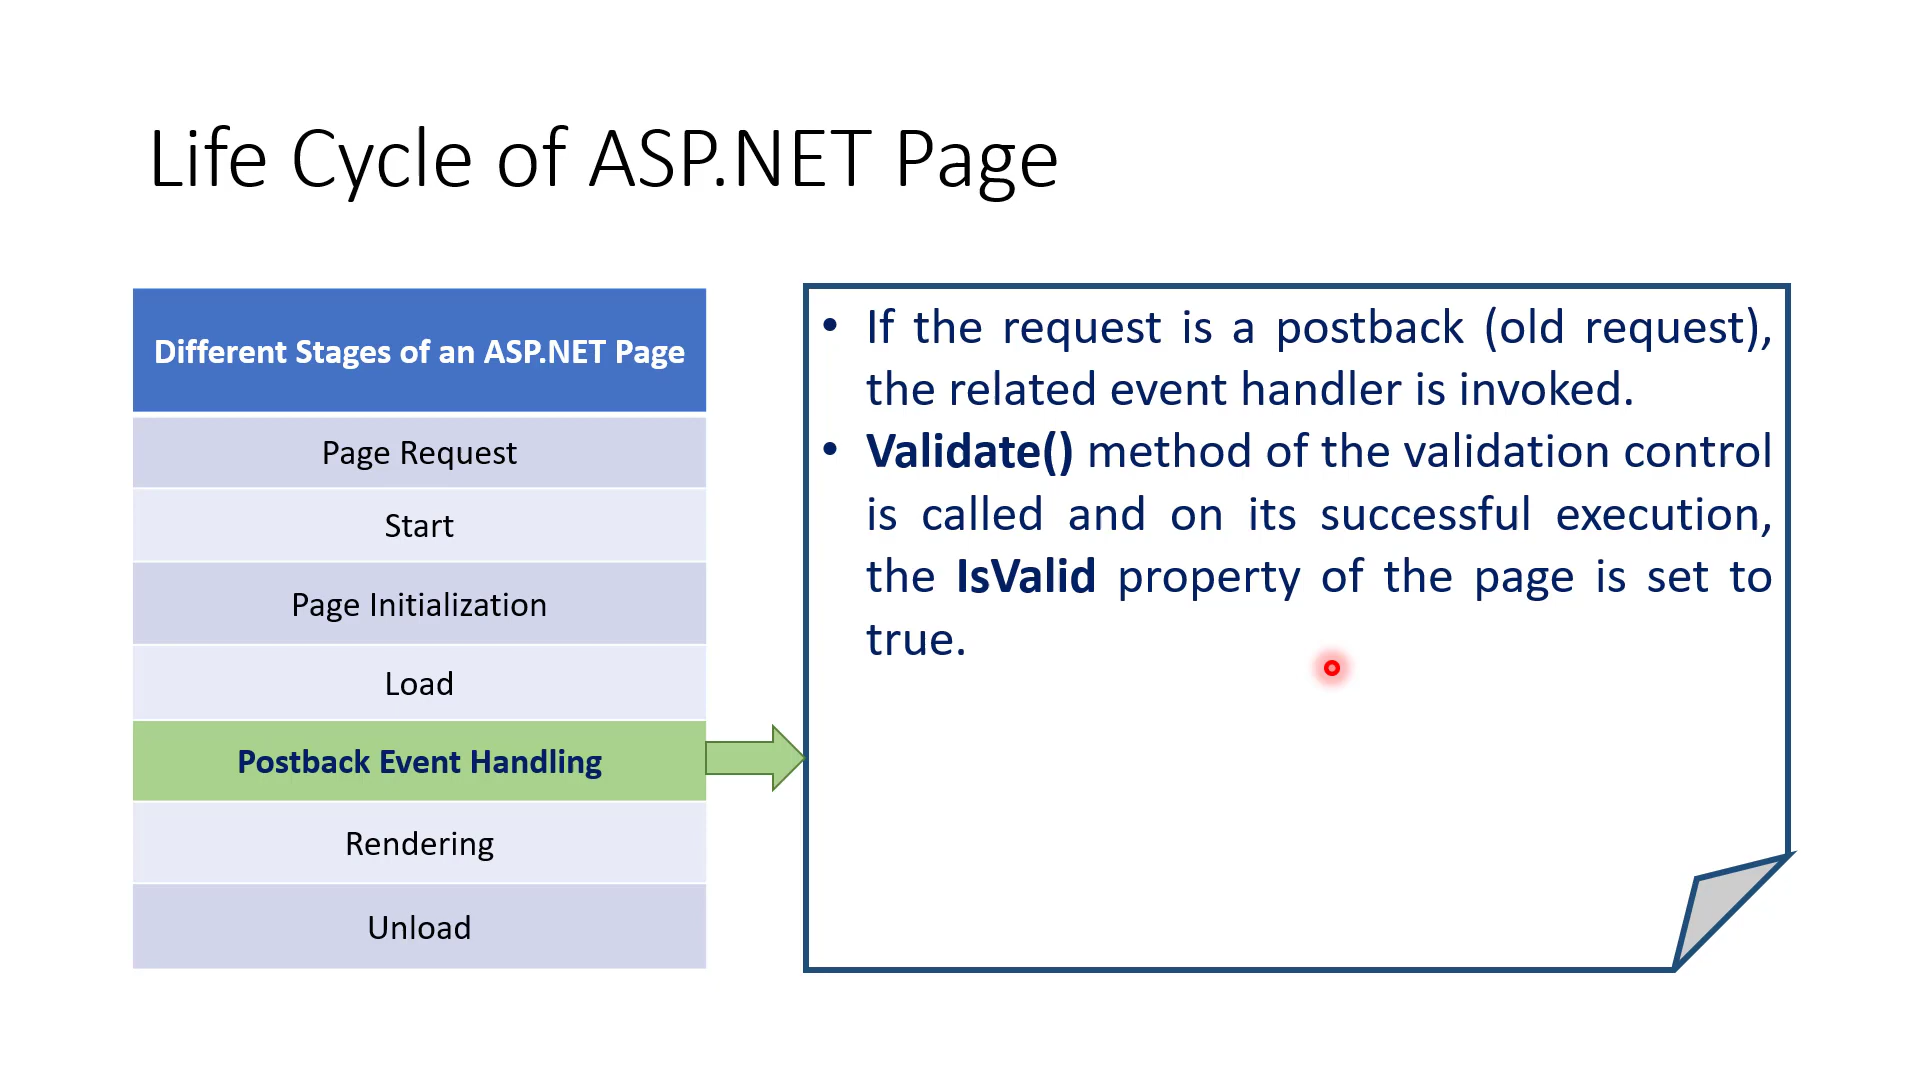 Life Cycle of ASP.NET Page
Different Stages of an ASP.NET Page
Page Request
Start
Page Initialization
Load
Postback Event Handling
Rendering
Unload
• If the request is a postback (old request),
the related event handler is invoked.
• Validate() method of the validation control
is called and on its successful execution,
the IsValid property of the page is set to
true.